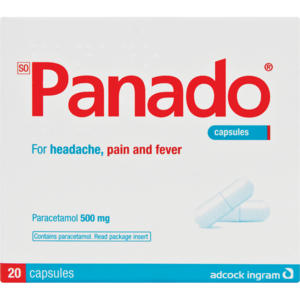 S0
Panado®
capsules
For headache, pain and fever
Paracetamol 500 mg
Contains paracetamol. Read package insert
20 capsules
adcock ingram